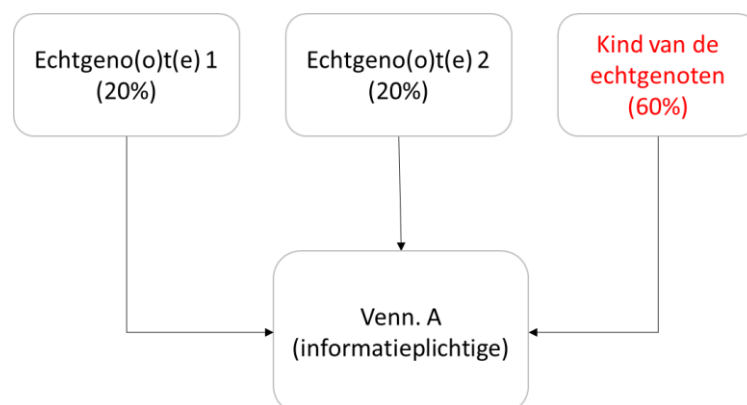 Echtgeno(o)t(e) 1
(20%)
Echtgeno(o)t(e) 2
(20%)
Kind van de
echtgenoten
(60%)
Venn. A
(informatieplichtige)